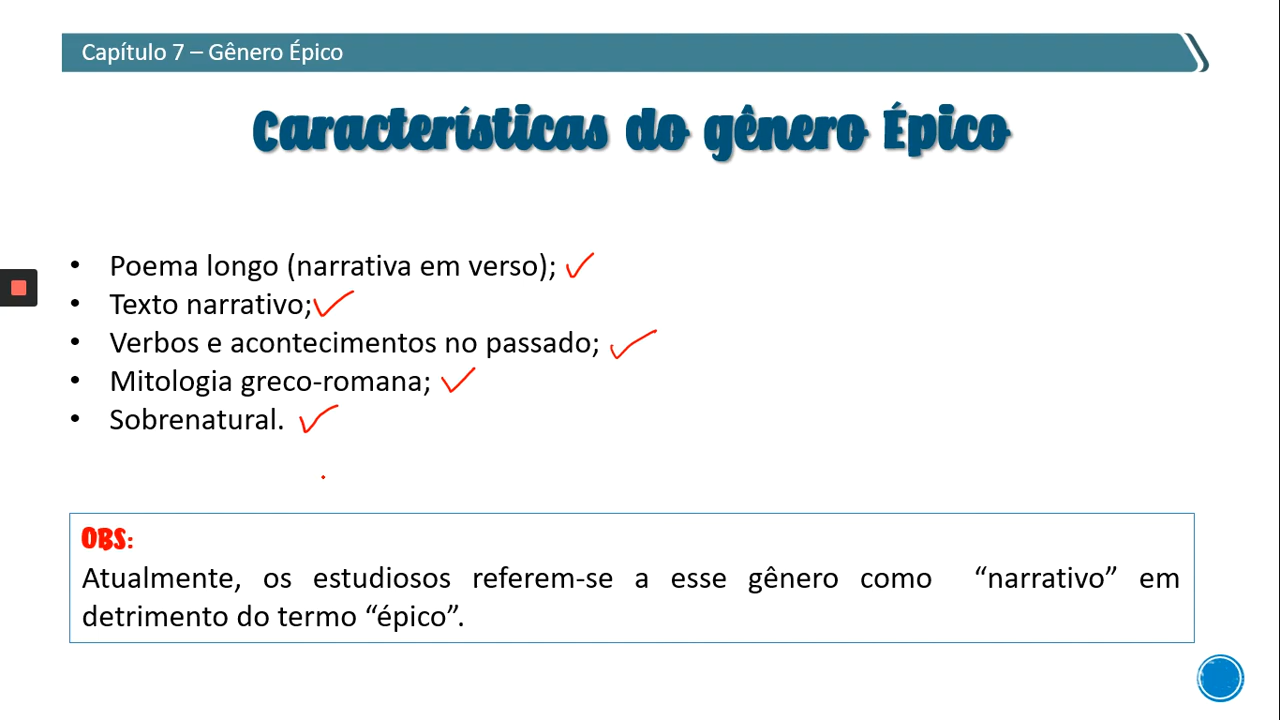 Capítulo 7 – Gênero Épico
Características do gênero Épico
• Poema longo (narrativa em verso);
• Texto narrativo;
• Verbos e acontecimentos no passado;
• Mitologia greco-romana;
• Sobrenatural.
OBS:
Atualmente, os estudiosos referem-se a esse gênero como “narrativo” em
detrimento do termo “épico”.